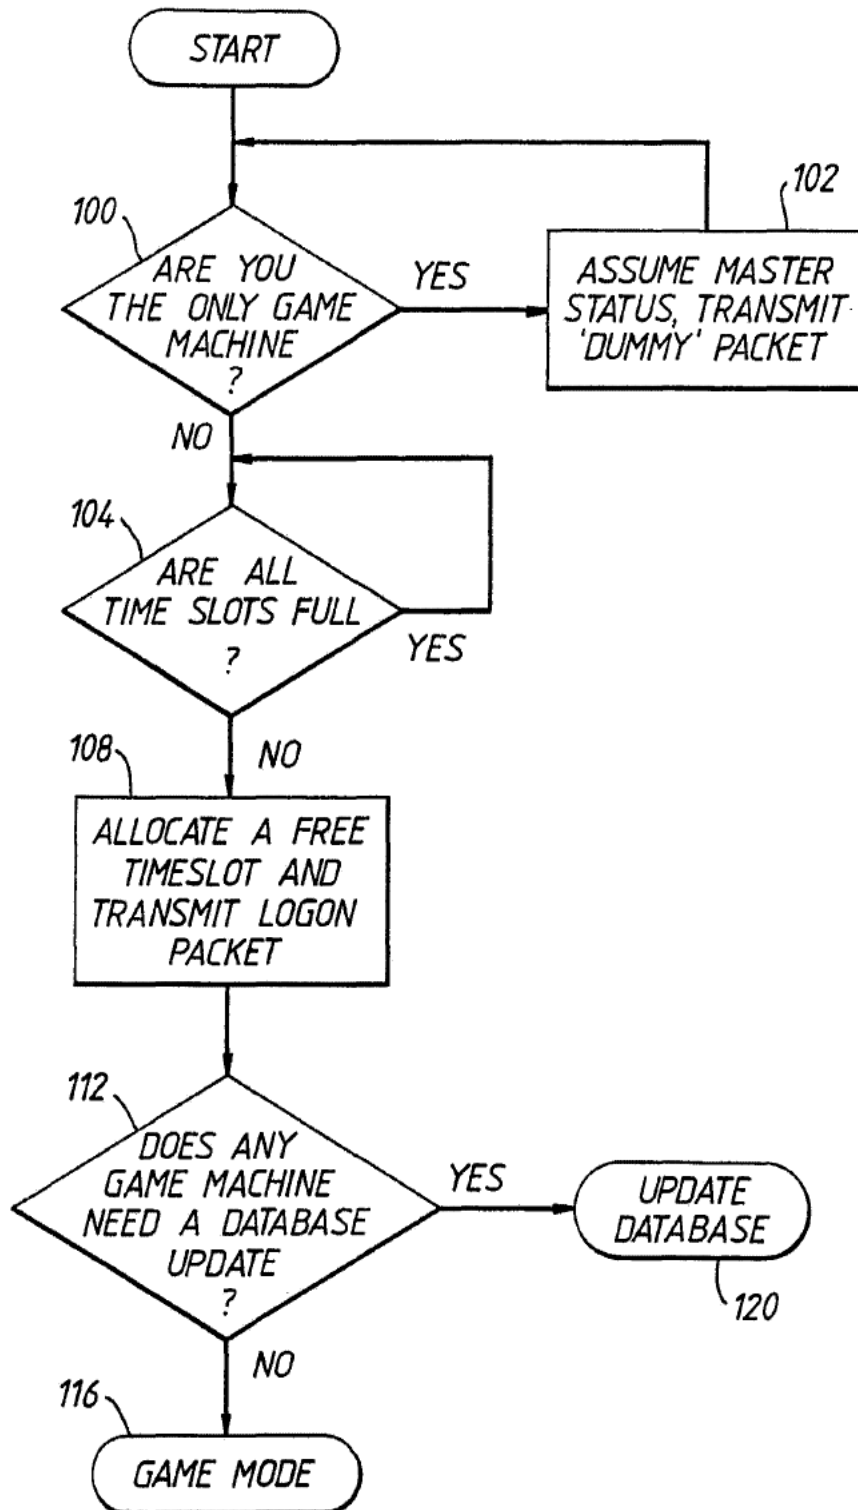 START
100
ARE YOU
THE ONLY GAME
MACHINE
?
YES
102
ASSUME MASTER
STATUS, TRANSMIT
'DUMMY' PACKET
NO
104
ARE ALL
TIME SLOTS FULL
?
YES
NO
108
ALLOCATE A FREE
TIMESLOT AND
TRANSMIT LOGON
PACKET
112
DOES ANY
GAME MACHINE
NEED A DATABASE
UPDATE
?
YES
UPDATE
DATABASE
120
NO
116
GAME MODE